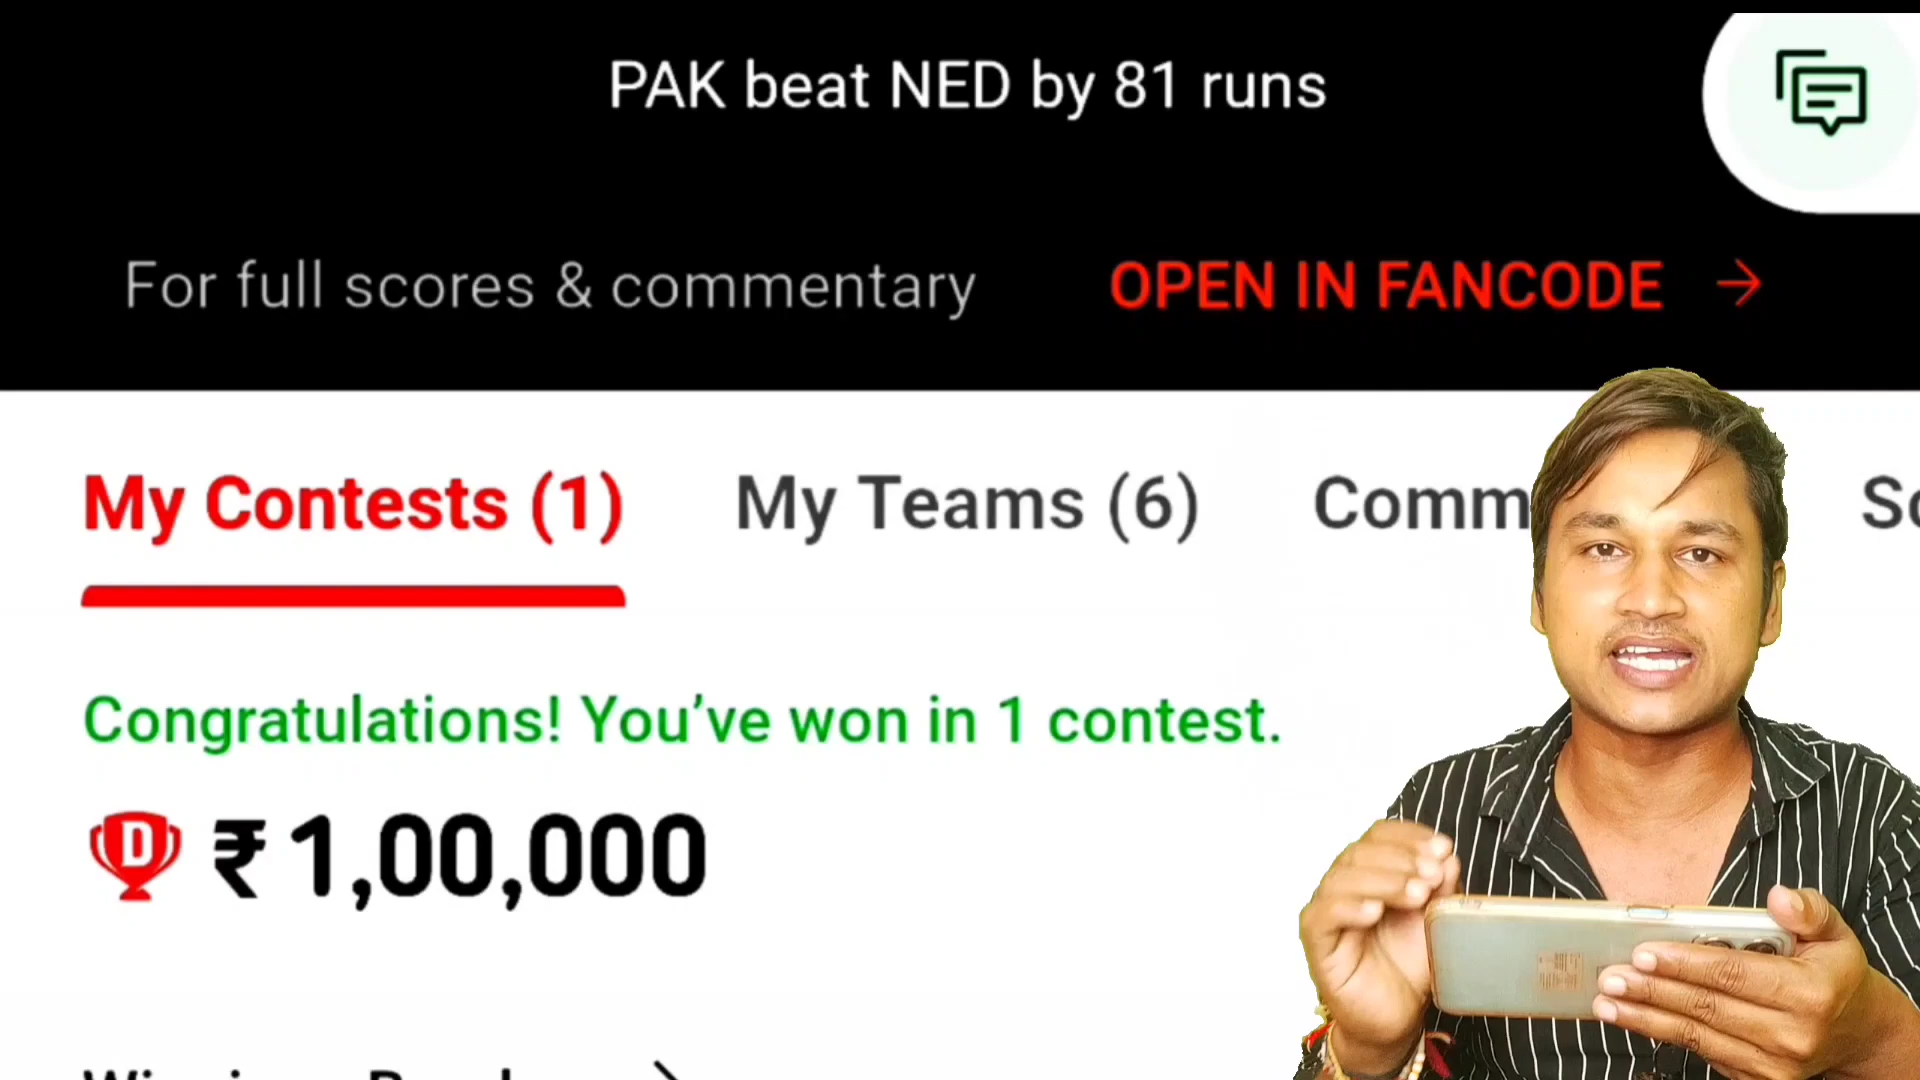 PAK beat NED by 81 runs
For full scores & commentary OPEN IN FANCODE →
My Contests (1) My Teams (6)
Congratulations! You’ve won in 1 contest.
D ₹1,00,000